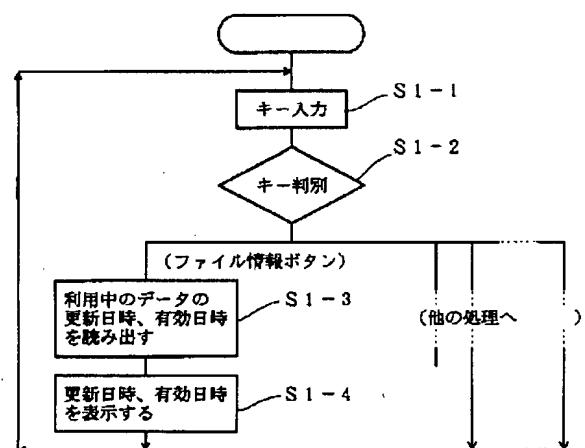 キー入力
S1-1
キー判別
S1-2
(ファイル情報ボタン)
利用中のデータの
更新日時、有効日時
を読み出す
S1-3
(他の処理へ      )
更新日時、有効日時
を表示する
S1-4